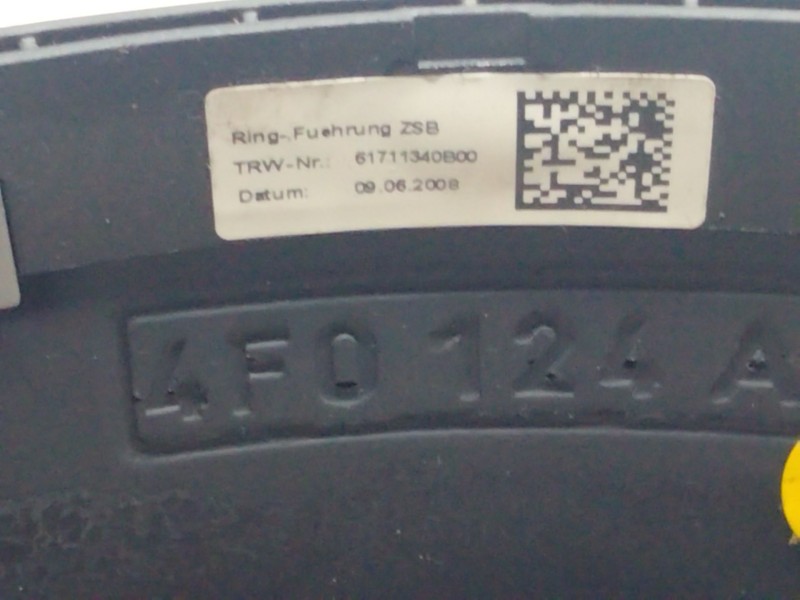 Ring-,Fuehrung ZSB
TRW-Nr.: 61711340B00
Datum: 09.06.2008
4F0 124 A